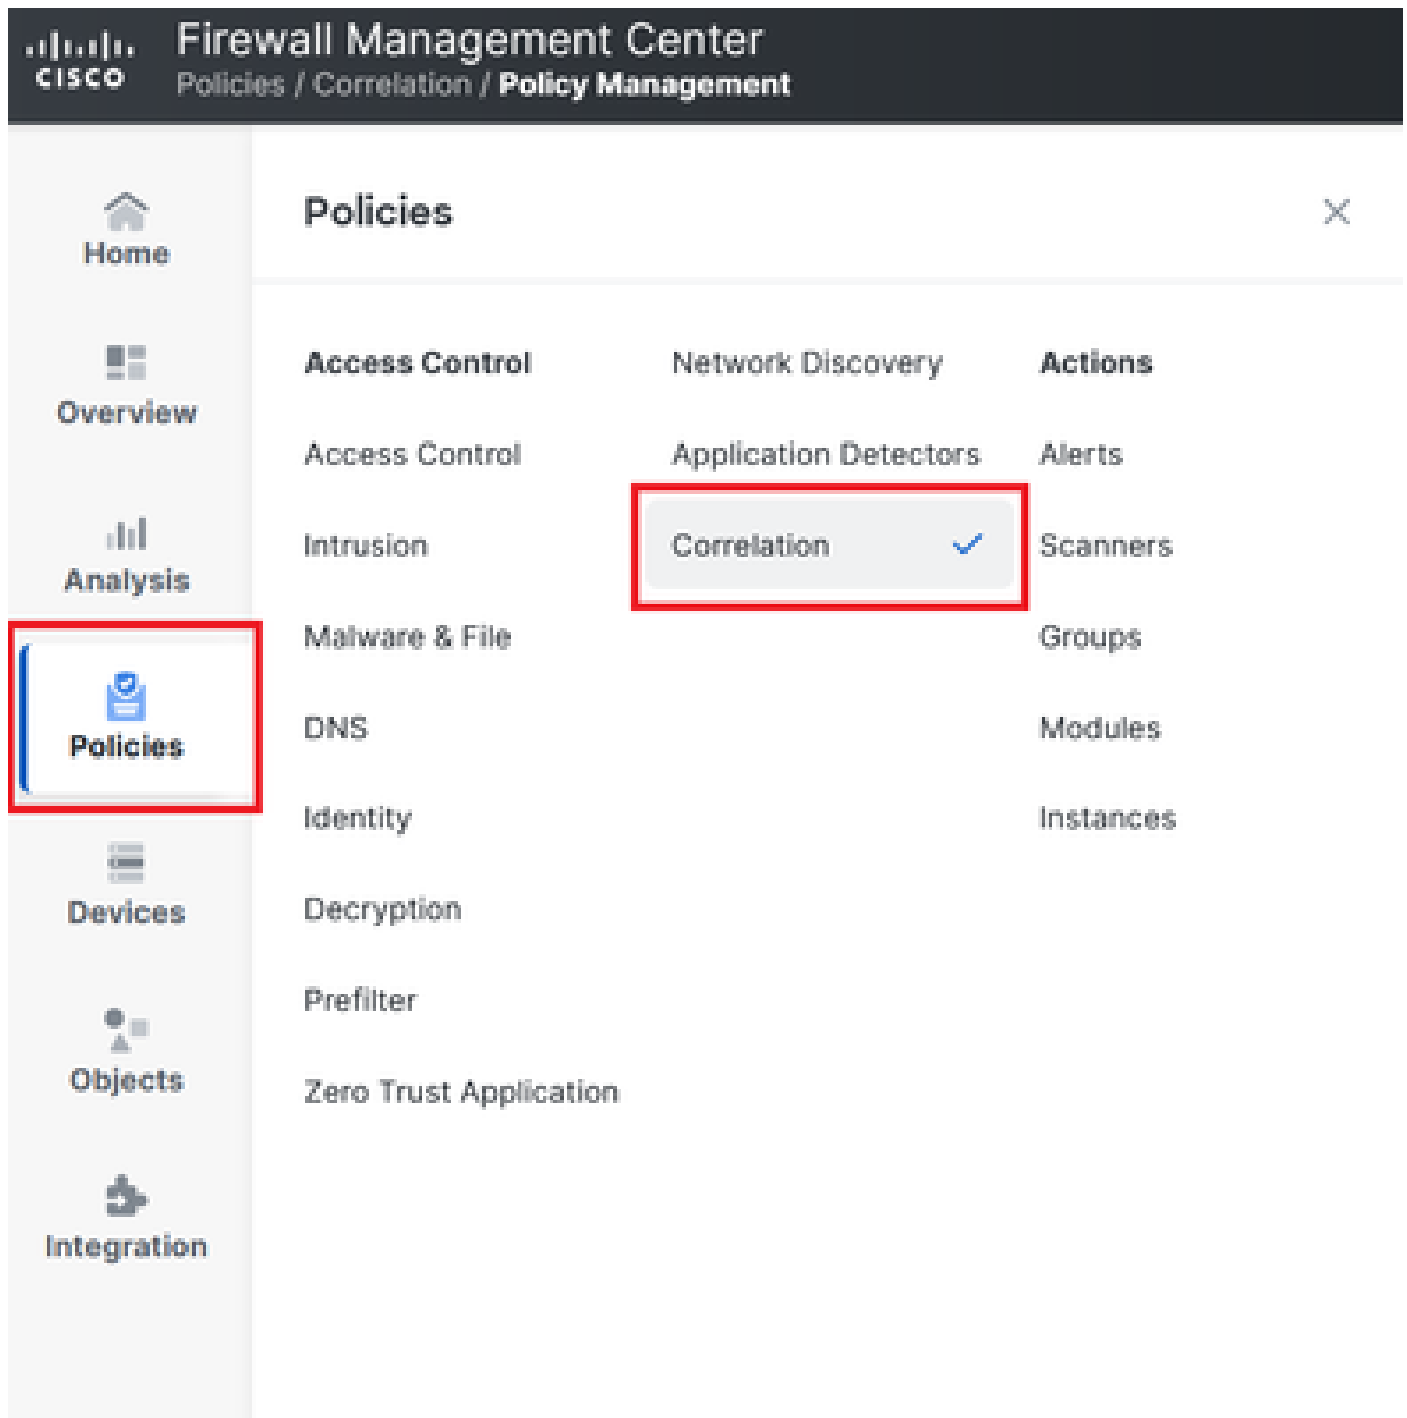 CISCO
Firewall Management Center
Policies / Correlation / Policy Management
Home
Overview
Analysis
Policies
Devices
Objects
Integration
Policies
Access Control
Access Control
Intrusion
Malware & File
DNS
Identity
Decryption
Prefilter
Zero Trust Application
Network Discovery
Application Detectors
Correlation
Actions
Alerts
Scanners
Groups
Modules
Instances